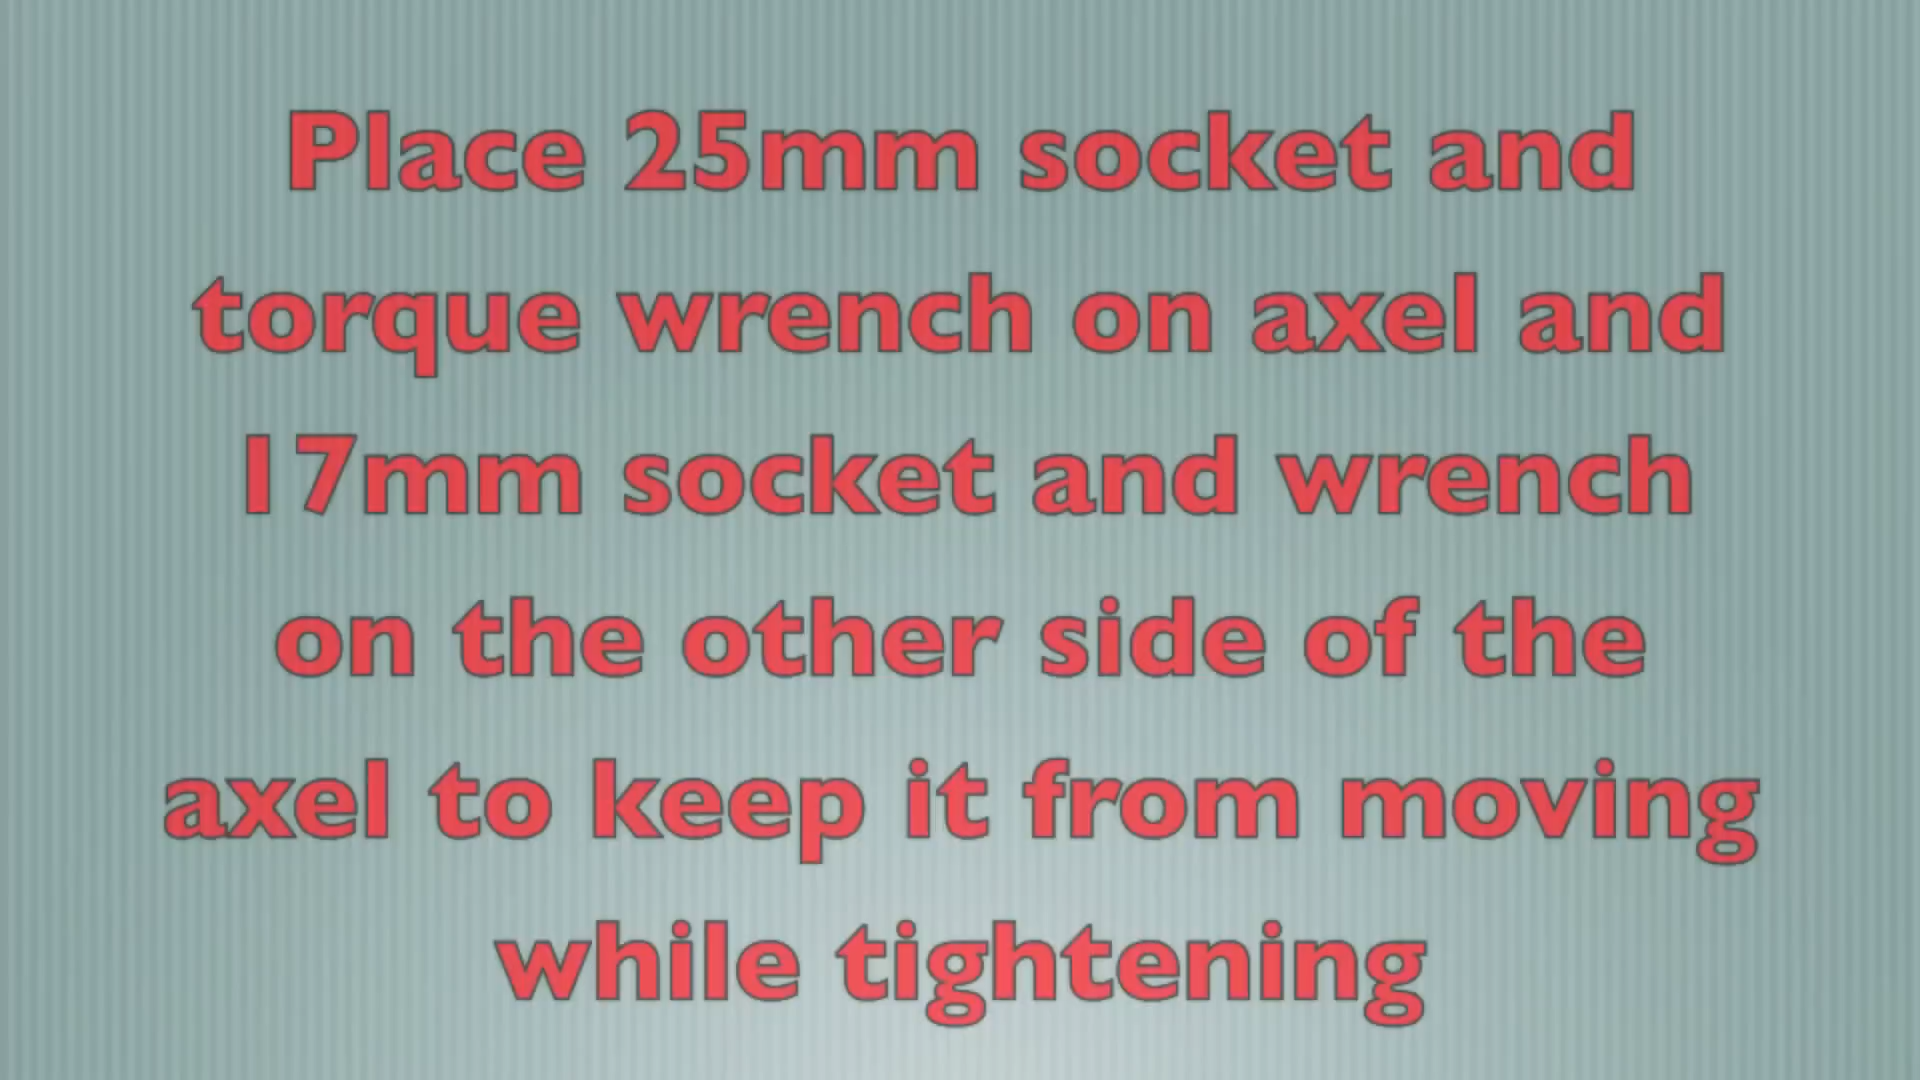 Place 25mm socket and
torque wrench on axel and
17mm socket and wrench
on the other side of the
axel to keep it from moving
while tightening